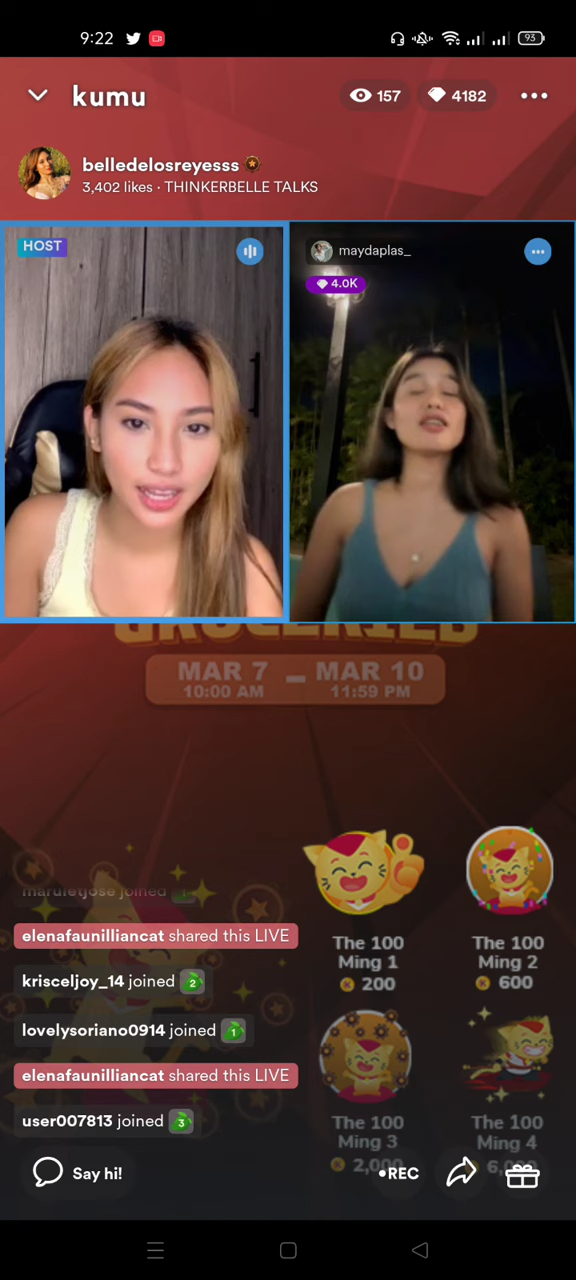 9:22
93
kumu
157
4182
belledelosreyesss
3,402 likes · THINKERBELLE TALKS
HOST
maydaplas_
4.0K
MAR 7 – MAR 10
10:00 AM
11:59 PM
maruletjose joined
elenafaunilliancat shared this LIVE
krisceljoy_14 joined 2
lovelysoriano0914 joined 1
elenafaunilliancat shared this LIVE
user007813 joined 3
The 100
Ming 1
200
The 100
Ming 2
600
The 100
Ming 3
The 100
Ming 4
Say hi!
•REC